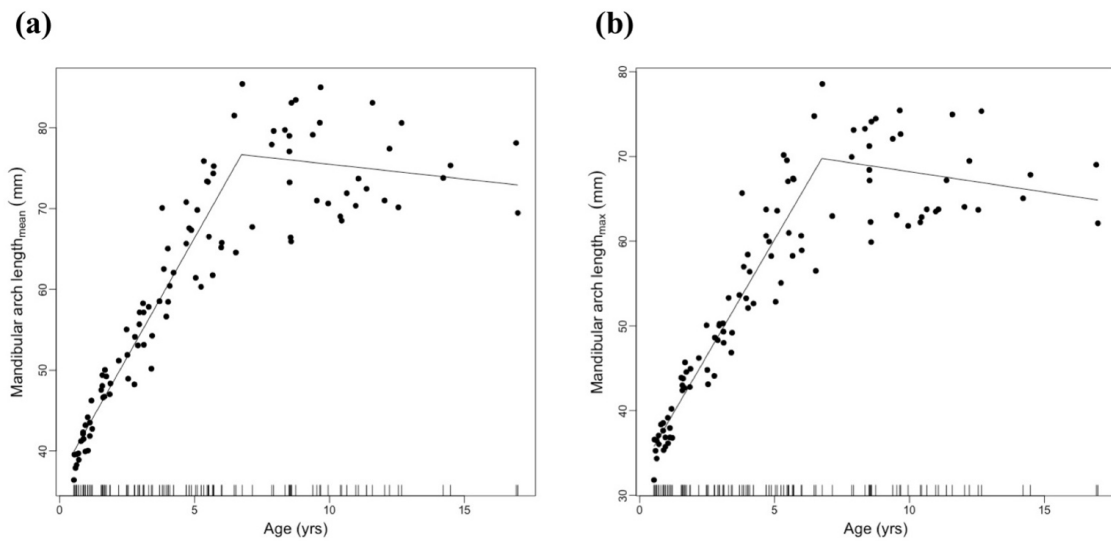 (a)
(b)
Mandibular arch length_mean (mm)
80
70
60
50
40
0 5 10 15
Age (yrs)
Mandibular arch length_max (mm)
80
70
60
50
40
30
0 5 10 15
Age (yrs)